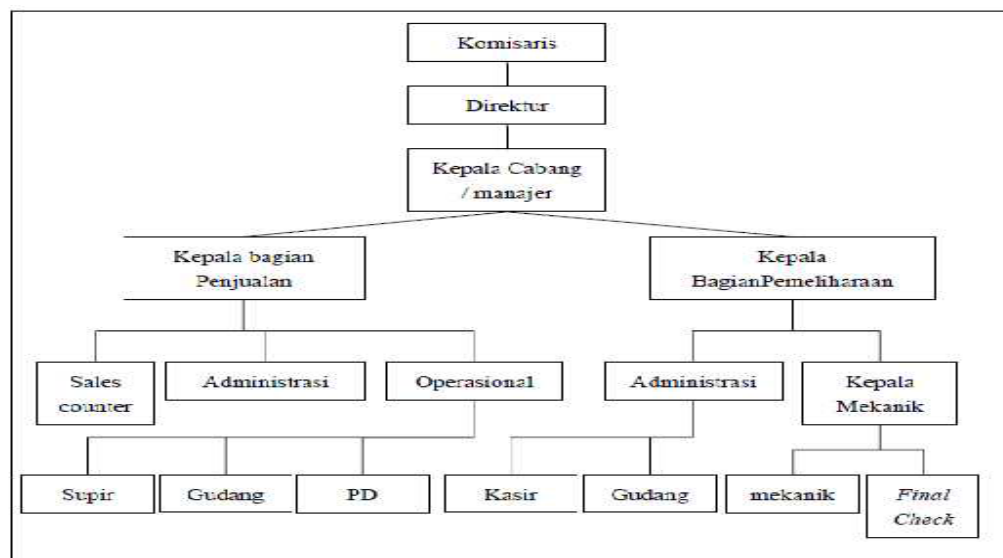 Komisaris
Direktur
Kepala Cabang
/ manajer
Kepala bagian
Penjualan
Kepala
BagianPemeliharaan
Sales
counter
Administrasi
Operasional
Administrasi
Kepala
Mekanik
Supir
Gudang
PD
Kasir
Gudang
mekanik
Final
Check